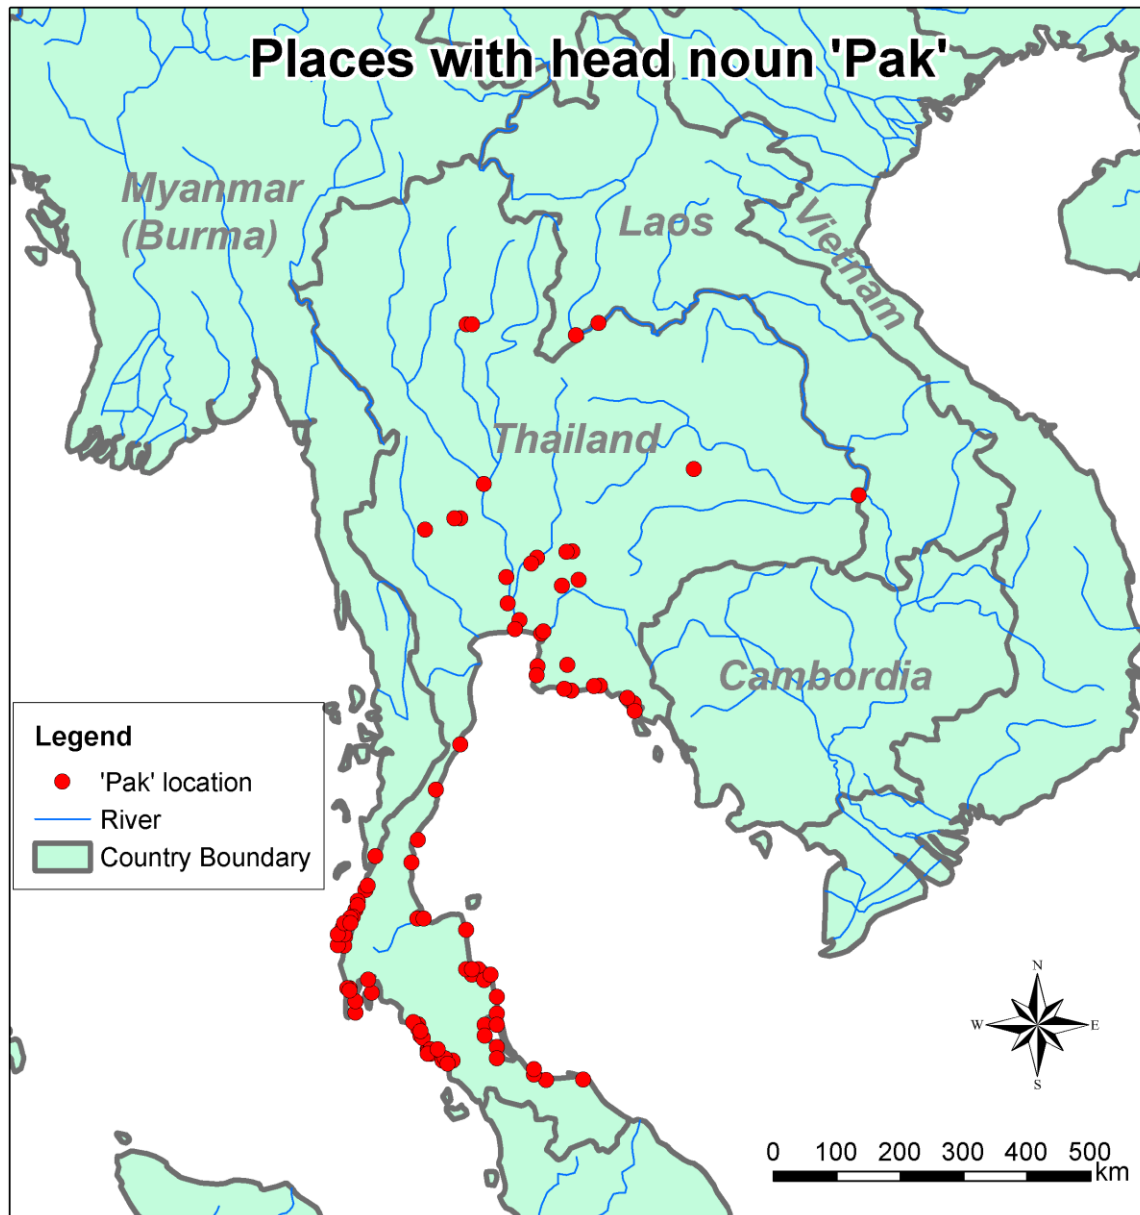 Places with head noun 'Pak'
Myanmar
(Burma)
Laos
Vietnam
Thailand
Cambordia
Legend
'Pak' location
River
Country Boundary
N
W
E
S
0 100 200 300 400 500
km